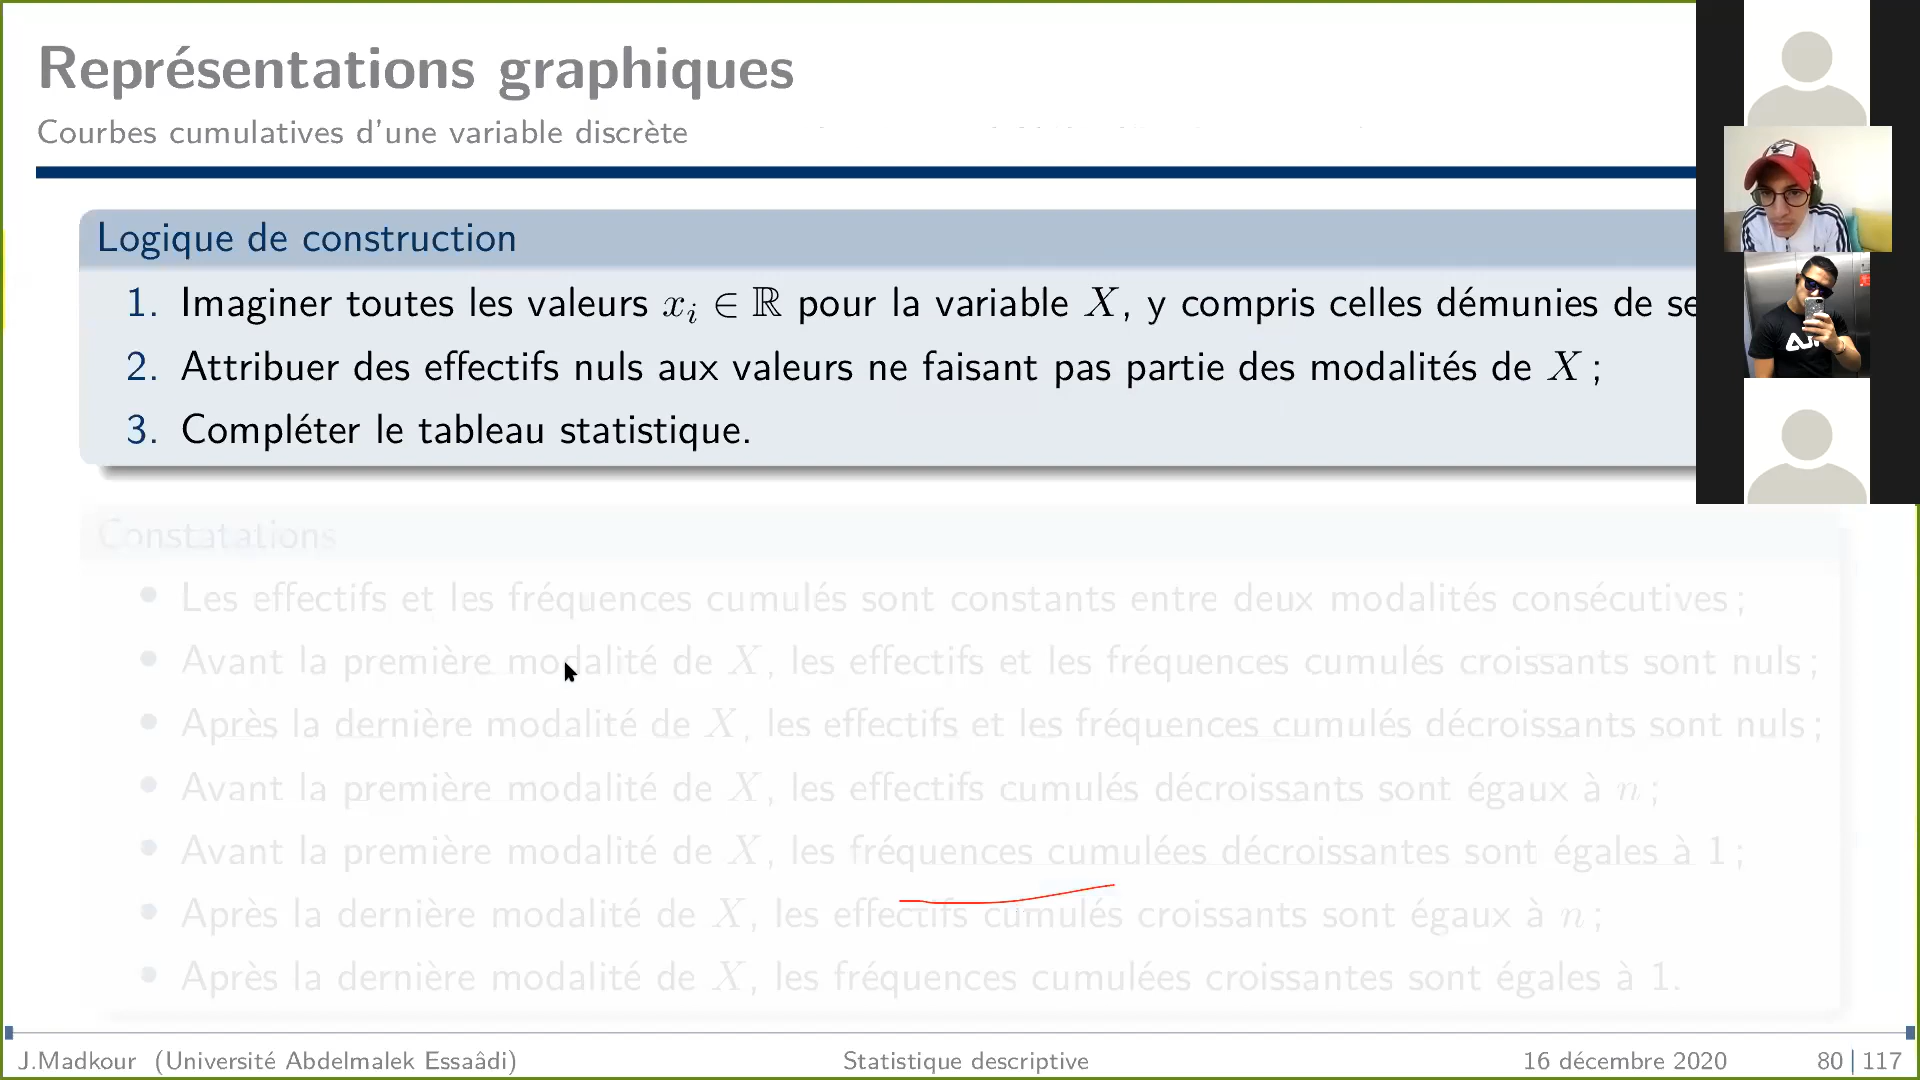 Représentations graphiques
Courbes cumulatives d'une variable discrète
Logique de construction
1. Imaginer toutes les valeurs xᵢ ∈ ℝ pour la variable X, y compris celles démunies de
2. Attribuer des effectifs nuls aux valeurs ne faisant pas partie des modalités de X ;
3. Compléter le tableau statistique.
Constatations
• Les effectifs et les fréquences cumulés sont constants entre deux modalités consécutives ;
• Avant la première modalité de X, les effectifs et les fréquences cumulés croissants sont nuls ;
• Après la dernière modalité de X, les effectifs et les fréquences cumulés décroissants sont nuls ;
• Avant la première modalité de X, les effectifs cumulés décroissants sont égaux à n ;
• Avant la première modalité de X, les fréquences cumulées décroissantes sont égales à 1 ;
• Après la dernière modalité de X, les effectifs cumulés croissants sont égaux à n ;
• Après la dernière modalité de X, les fréquences cumulées croissantes sont égales à 1.
J.Madkour (Université Abdelmalek Essaâdi) Statistique descriptive 16 décembre 2020 80 | 117